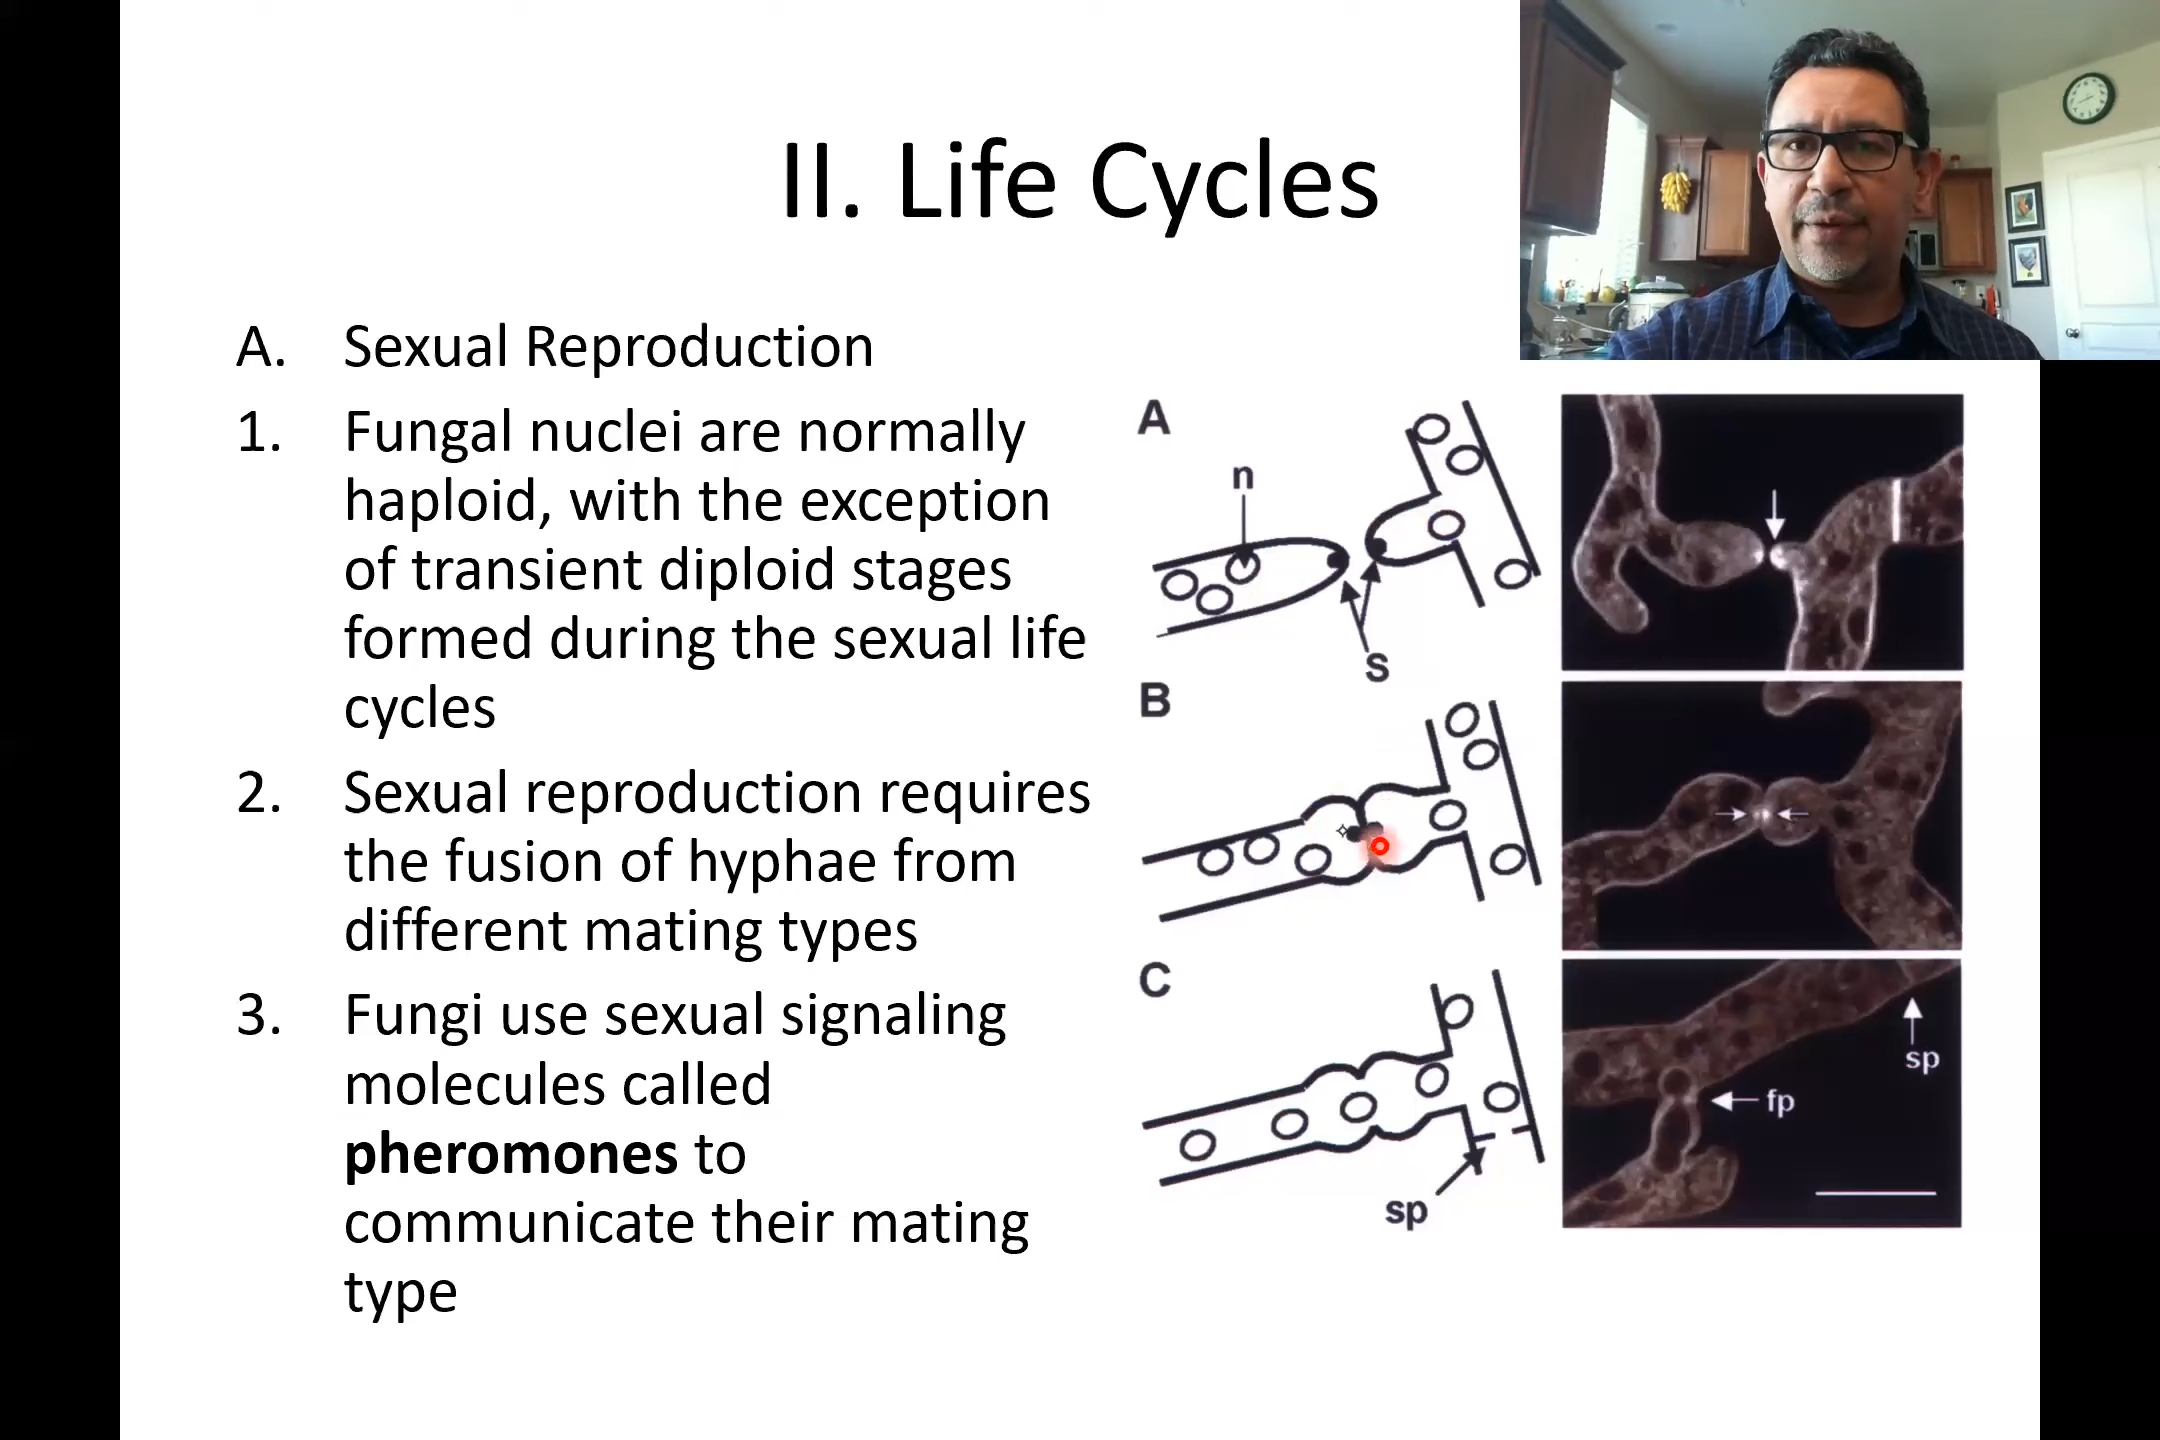 II. Life Cycles
A. Sexual Reproduction
1. Fungal nuclei are normally
haploid, with the exception
of transient diploid stages
formed during the sexual life
cycles
2. Sexual reproduction requires
the fusion of hyphae from
different mating types
3. Fungi use sexual signaling
molecules called
pheromones to
communicate their mating
type
A
n
S
B
C
sp
sp
fp